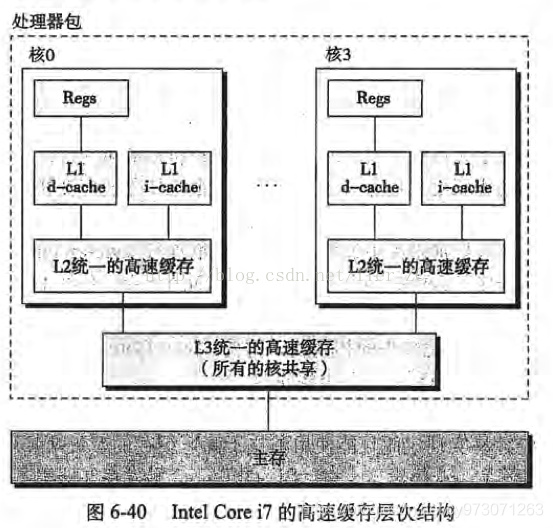 处理器包
核0
核3
Regs
Regs
L1
d-cache
L1
i-cache
...
L1
d-cache
L1
i-cache
L2统一的高速缓存
L2统一的高速缓存
L3统一的高速缓存
（所有的核共享）
主存
图 6-40 Intel Core i7 的高速缓存层次结构